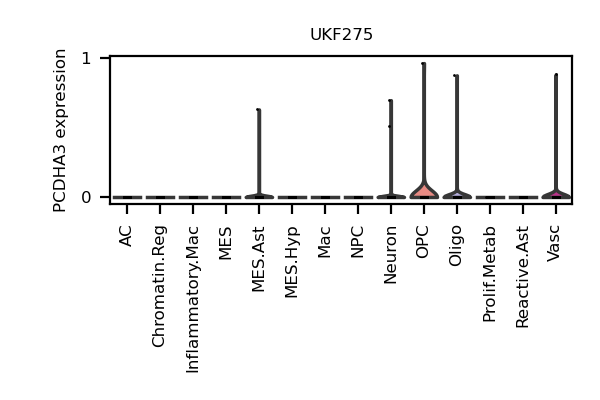 UKF275
PCDHA3 expression
1
0
AC
Chromatin.Reg
Inflammatory.Mac
MES
MES.Ast
MES.Hyp
Mac
NPC
Neuron
OPC
Oligo
Prolif.Metab
Reactive.Ast
Vasc